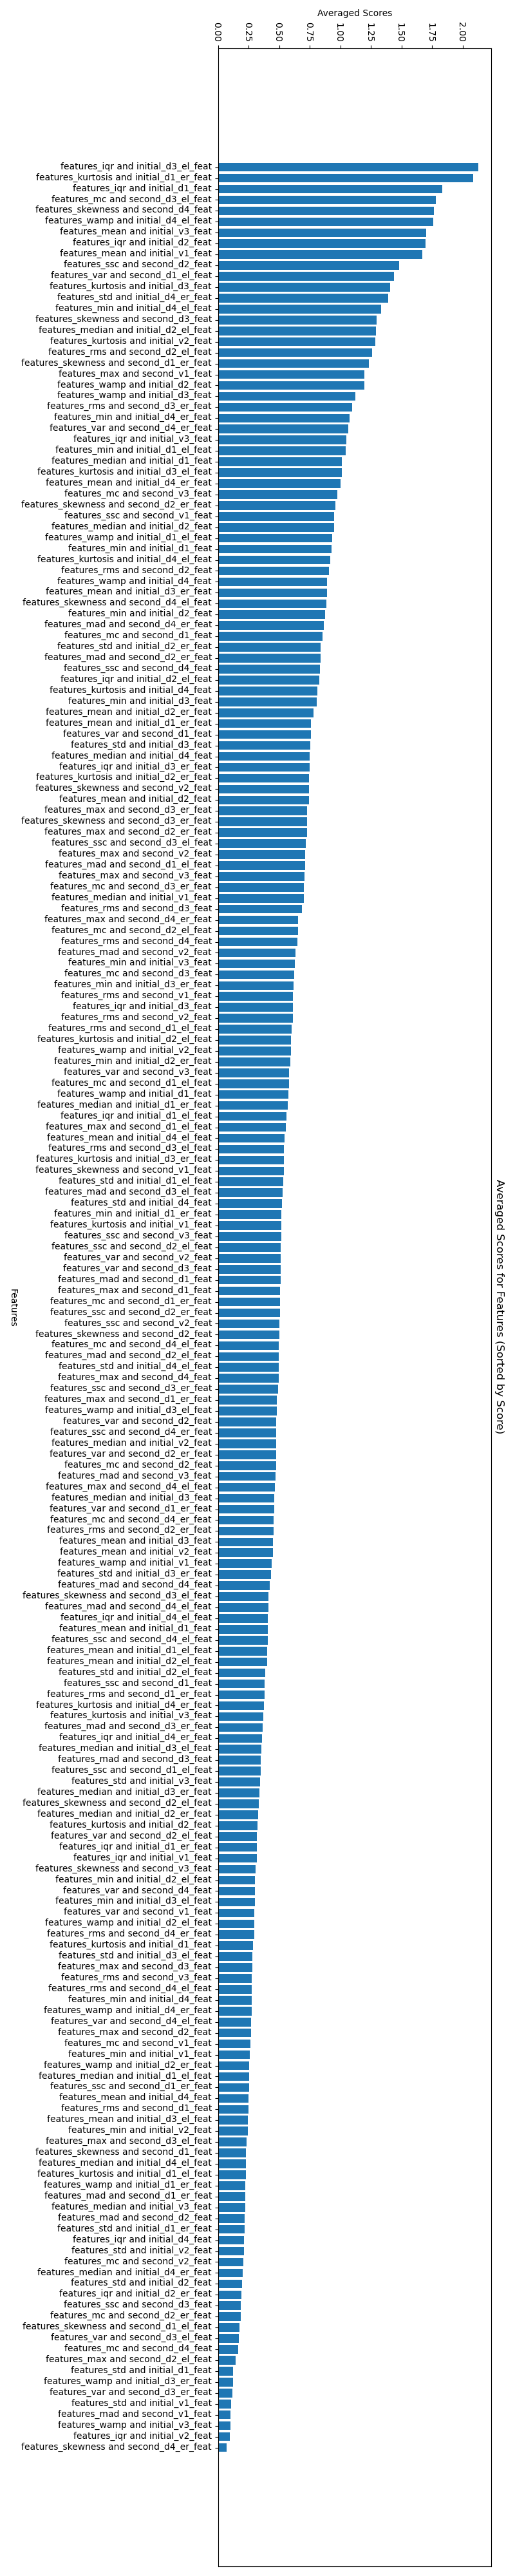 Averaged Scores
0.00 0.25 0.50 0.75 1.00 1.25 1.50 1.75 2.00
features_iqr and initial_d3_el_feat
features_kurtosis and initial_d1_er_feat
features_iqr and initial_d1_feat
features_mc and second_d3_el_feat
features_skewness and second_d4_feat
features_wamp and initial_d4_el_feat
features_mean and initial_v3_feat
features_iqr and initial_d2_feat
features_mean and initial_v1_feat
features_ssc and second_d2_feat
features_var and second_d1_el_feat
features_kurtosis and initial_d3_feat
features_std and initial_d4_er_feat
features_min and initial_d4_el_feat
features_skewness and second_d3_feat
features_median and initial_d2_el_feat
features_kurtosis and initial_v2_feat
features_rms and second_d2_el_feat
features_skewness and second_d1_er_feat
features_max and second_v1_feat
features_wamp and initial_d2_feat
features_wamp and initial_d3_feat
features_rms and second_d3_er_feat
features_min and initial_d4_er_feat
features_var and second_d4_er_feat
features_iqr and initial_v3_feat
features_min and initial_d1_el_feat
features_median and initial_d1_feat
features_kurtosis and initial_d3_el_feat
features_mean and initial_d4_er_feat
features_mc and second_v3_feat
features_skewness and second_d2_er_feat
features_ssc and second_v1_feat
features_median and initial_d2_feat
features_wamp and initial_d1_el_feat
features_min and initial_d1_feat
features_kurtosis and initial_d4_el_feat
features_rms and second_d2_feat
features_wamp and initial_d4_feat
features_mean and initial_d3_er_feat
features_skewness and second_d4_el_feat
features_min and initial_d2_feat
features_mad and second_d4_er_feat
features_mc and second_d1_feat
features_std and initial_d2_er_feat
features_mad and second_d2_er_feat
features_ssc and second_d4_feat
features_iqr and initial_d2_el_feat
features_kurtosis and initial_d4_feat
features_min and initial_d3_feat
features_mean and initial_d2_er_feat
features_mean and initial_d1_er_feat
features_var and second_d1_feat
features_std and initial_d3_feat
features_median and initial_d4_feat
features_iqr and initial_d3_er_feat
features_kurtosis and initial_d2_er_feat
features_skewness and second_v2_feat
features_mean and initial_d2_feat
features_max and second_d3_er_feat
features_skewness and second_d3_er_feat
features_max and second_d2_er_feat
features_ssc and second_d3_el_feat
features_max and second_v2_feat
features_mad and second_d1_el_feat
features_max and second_v3_feat
features_mc and second_d3_er_feat
features_median and initial_v1_feat
features_rms and second_d3_feat
features_max and second_d4_er_feat
features_mc and second_d2_el_feat
features_rms and second_d4_feat
features_mad and second_v2_feat
features_min and initial_v3_feat
features_mc and second_d3_feat
features_min and initial_d3_er_feat
features_rms and second_v1_feat
features_iqr and initial_d3_feat
features_rms and second_v2_feat
features_rms and second_d1_el_feat
features_kurtosis and initial_d2_el_feat
features_wamp and initial_v2_feat
features_min and initial_d2_er_feat
features_var and second_v3_feat
features_mc and second_d1_el_feat
features_wamp and initial_d1_feat
features_median and initial_d1_er_feat
features_iqr and initial_d1_el_feat
features_max and second_d1_el_feat
features_mean and initial_d4_el_feat
features_rms and second_d3_el_feat
features_kurtosis and initial_d3_er_feat
features_skewness and second_v1_feat
features_std and initial_d1_el_feat
features_mad and second_d3_el_feat
features_std and initial_d4_feat
features_min and initial_d1_er_feat
features_kurtosis and initial_v1_feat
features_ssc and second_v3_feat
features_ssc and second_d2_el_feat
features_var and second_v2_feat
features_var and second_d3_feat
features_mad and second_d1_feat
features_max and second_d1_feat
features_mc and second_d1_er_feat
features_ssc and second_d2_er_feat
features_ssc and second_v2_feat
features_skewness and second_d2_feat
features_mc and second_d4_el_feat
features_mad and second_d2_el_feat
features_std and initial_d4_el_feat
features_max and second_d4_feat
features_ssc and second_d3_er_feat
features_max and second_d1_er_feat
features_wamp and initial_d3_el_feat
features_var and second_d2_feat
features_ssc and second_d4_er_feat
features_median and initial_v2_feat
features_var and second_d2_er_feat
features_mc and second_d2_feat
features_mad and second_v3_feat
features_max and second_d4_el_feat
features_median and initial_d3_feat
features_var and second_d1_er_feat
features_mc and second_d4_er_feat
features_rms and second_d2_er_feat
features_mean and initial_d3_feat
features_mean and initial_v2_feat
features_wamp and initial_v1_feat
features_std and initial_d3_er_feat
features_mad and second_d4_feat
features_skewness and second_d3_el_feat
features_mad and second_d4_el_feat
features_iqr and initial_d4_el_feat
features_mean and initial_d1_feat
features_ssc and second_d4_el_feat
features_mean and initial_d1_el_feat
features_mean and initial_d2_el_feat
features_std and initial_d2_el_feat
features_ssc and second_d1_feat
features_rms and second_d1_er_feat
features_kurtosis and initial_d4_er_feat
features_kurtosis and initial_v3_feat
features_mad and second_d3_er_feat
features_iqr and initial_d4_er_feat
features_median and initial_d3_el_feat
features_mad and second_d3_feat
features_ssc and second_d1_el_feat
features_std and initial_v3_feat
features_median and initial_d3_er_feat
features_skewness and second_d2_el_feat
features_median and initial_d2_er_feat
features_kurtosis and initial_d2_feat
features_var and second_d2_el_feat
features_iqr and initial_d1_er_feat
features_iqr and initial_v1_feat
features_skewness and second_v3_feat
features_min and initial_d2_el_feat
features_var and second_d4_feat
features_min and initial_d3_el_feat
features_var and second_v1_feat
features_wamp and initial_d2_el_feat
features_rms and second_d4_er_feat
features_kurtosis and initial_d1_feat
features_std and initial_d3_el_feat
features_max and second_d3_feat
features_rms and second_v3_feat
features_rms and second_d4_el_feat
features_min and initial_d4_feat
features_wamp and initial_d4_er_feat
features_var and second_d4_el_feat
features_max and second_d2_feat
features_mc and second_v1_feat
features_min and initial_v1_feat
features_wamp and initial_d2_er_feat
features_median and initial_d1_el_feat
features_ssc and second_d1_er_feat
features_mean and initial_d4_feat
features_rms and second_d1_feat
features_mean and initial_d3_el_feat
features_min and initial_v2_feat
features_max and second_d3_el_feat
features_skewness and second_d1_feat
features_median and initial_d4_el_feat
features_kurtosis and initial_d1_el_feat
features_wamp and initial_d1_er_feat
features_mad and second_d1_er_feat
features_median and initial_v3_feat
features_mad and second_d2_feat
features_std and initial_d1_er_feat
features_iqr and initial_d4_feat
features_std and initial_v2_feat
features_mc and second_v2_feat
features_median and initial_d4_er_feat
features_std and initial_d2_feat
features_iqr and initial_d2_er_feat
features_ssc and second_d3_feat
features_mc and second_d2_er_feat
features_skewness and second_d1_el_feat
features_var and second_d3_el_feat
features_mc and second_d4_feat
features_max and second_d2_el_feat
features_std and initial_d1_feat
features_wamp and initial_d3_er_feat
features_var and second_d3_er_feat
features_std and initial_v1_feat
features_mad and second_v1_feat
features_wamp and initial_v3_feat
features_iqr and initial_v2_feat
features_skewness and second_d4_er_feat
Features
Averaged Scores for Features (Sorted by Score)